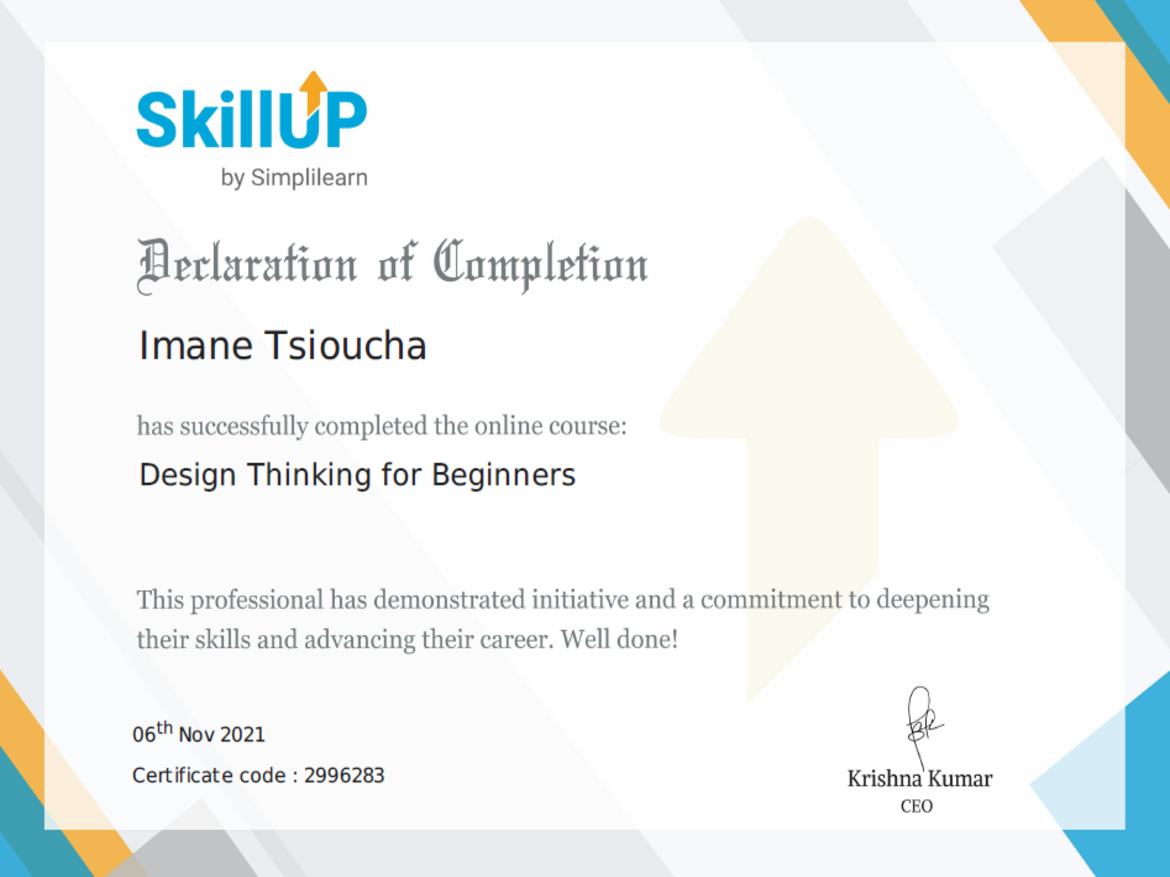 SkillUP
by Simplilearn
Declaration of Completion
Imane Tsioucha
has successfully completed the online course:
Design Thinking for Beginners
This professional has demonstrated initiative and a commitment to deepening
their skills and advancing their career. Well done!
06th Nov 2021
Certificate code : 2996283
Krishna Kumar
CEO